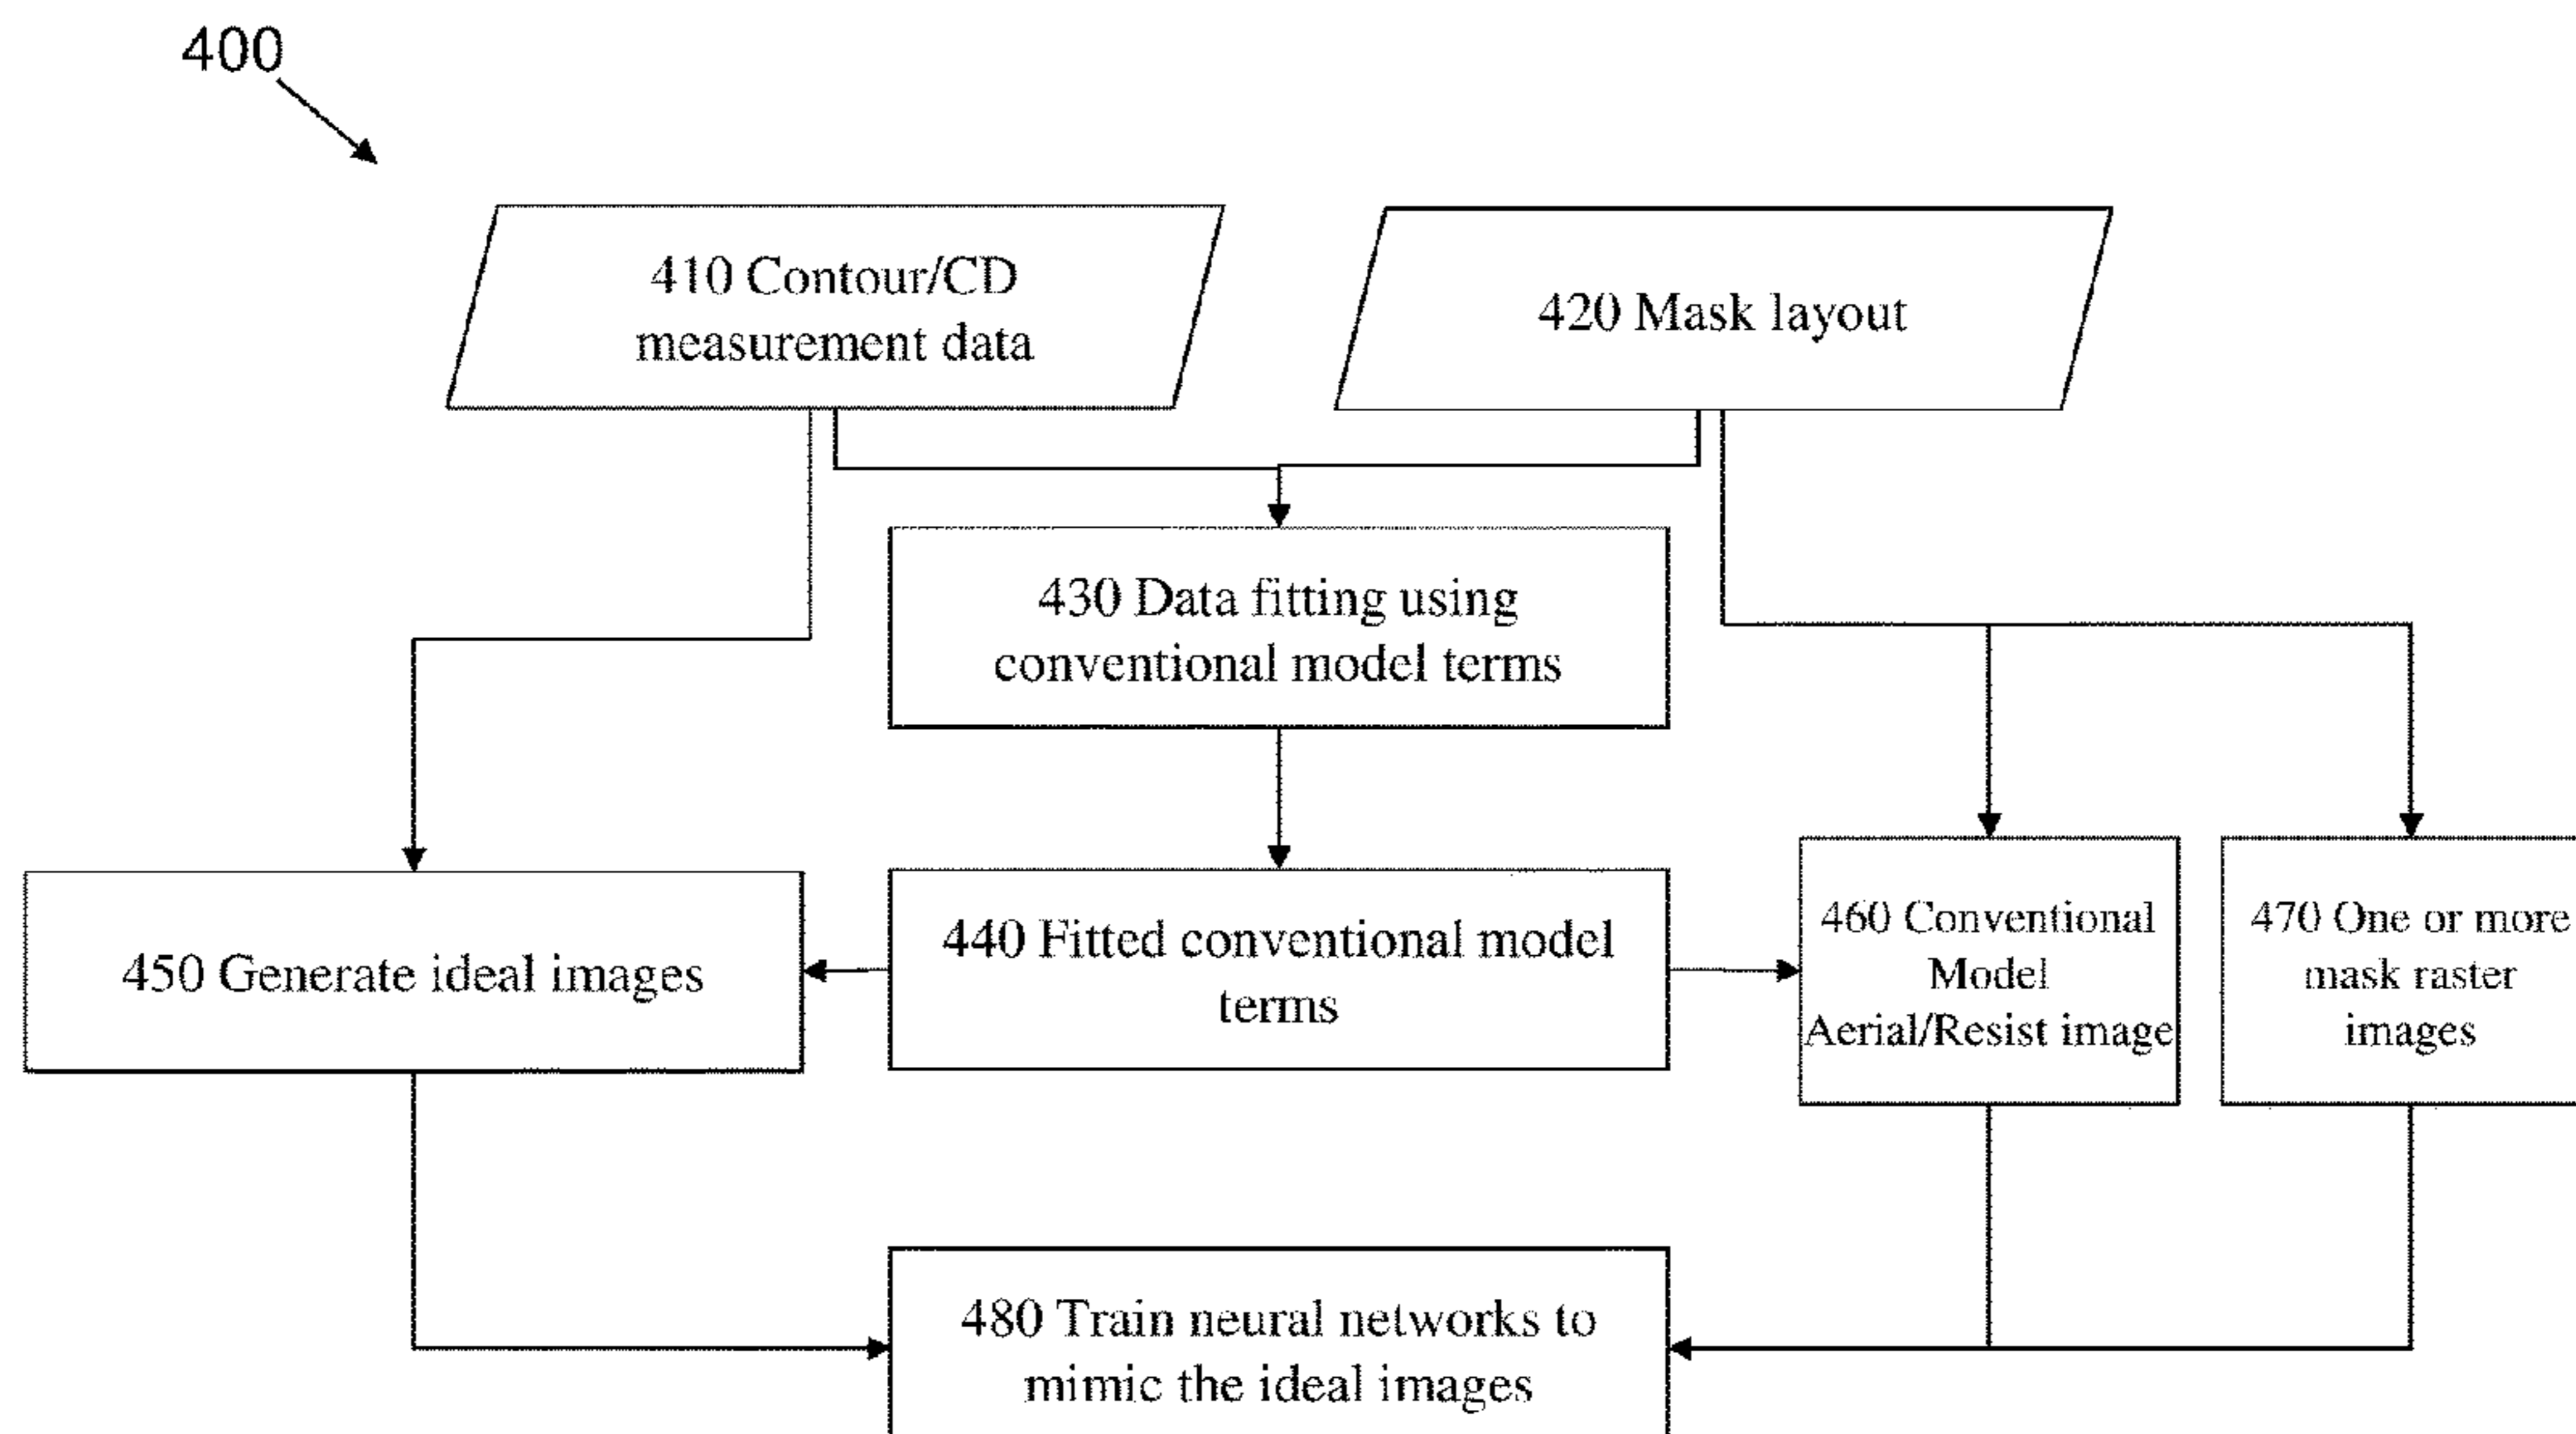 400
410 Contour/CD
measurement data
420 Mask layout
430 Data fitting using
conventional model terms
450 Generate ideal images
440 Fitted conventional model
terms
460 Conventional
Model
Aerial/Resist image
470 One or more
mask raster
images
480 Train neural networks to
mimic the ideal images